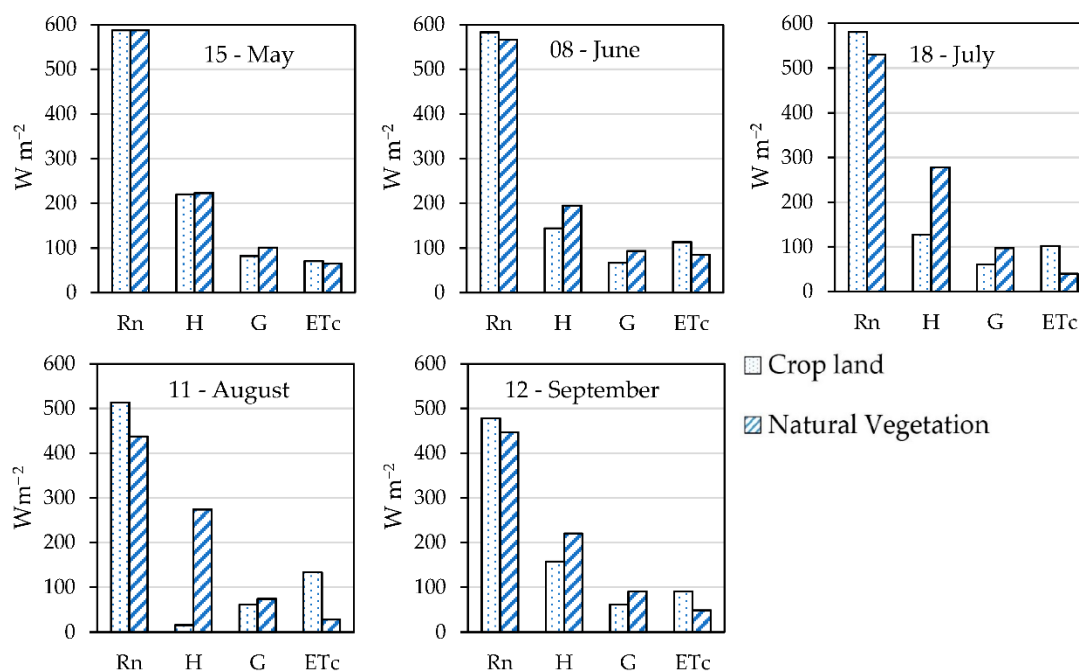 15 - May
600
500
400
300
200
100
0
W m⁻²
Rn H G ETc
08 - June
600
500
400
300
200
100
0
W m⁻²
Rn H G ETc
18 - July
600
500
400
300
200
100
0
W m⁻²
Rn H G ETc
11 - August
600
500
400
300
200
100
0
Wm⁻²
Rn H G ETc
12 - September
600
500
400
300
200
100
0
W m⁻²
Rn H G ETc
Crop land
Natural Vegetation